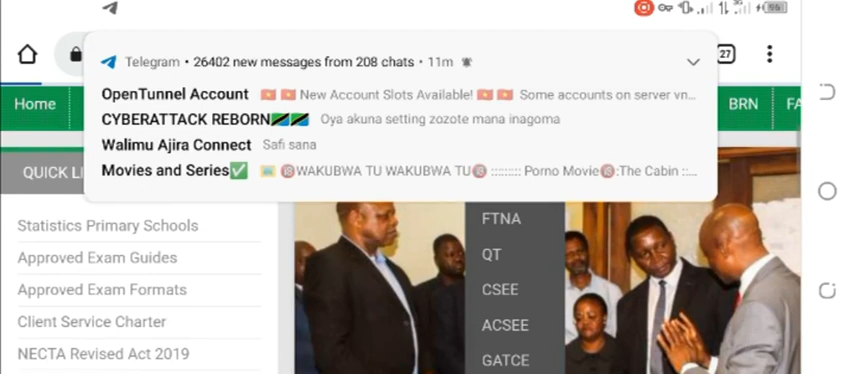 27
Telegram • 26402 new messages from 208 chats • 11m
OpenTunnel Account 🇻🇳 🇻🇳 New Account Slots Available! 🇻🇳 🇻🇳 Some accounts on server vn...
CYBERATTACK REBORN🇹🇿🇹🇿 Oya akuna setting zozote mana inagoma
Walimu Ajira Connect Safi sana
Movies and Series✅ 🖼 🔞WAKUBWA TU WAKUBWA TU🔞 ::::::::: Porno Movie🔞:The Cabin ::...
Home BRN FA
QUICK LI
Statistics Primary Schools
Approved Exam Guides
Approved Exam Formats
Client Service Charter
NECTA Revised Act 2019
FTNA
QT
CSEE
ACSEE
GATCE